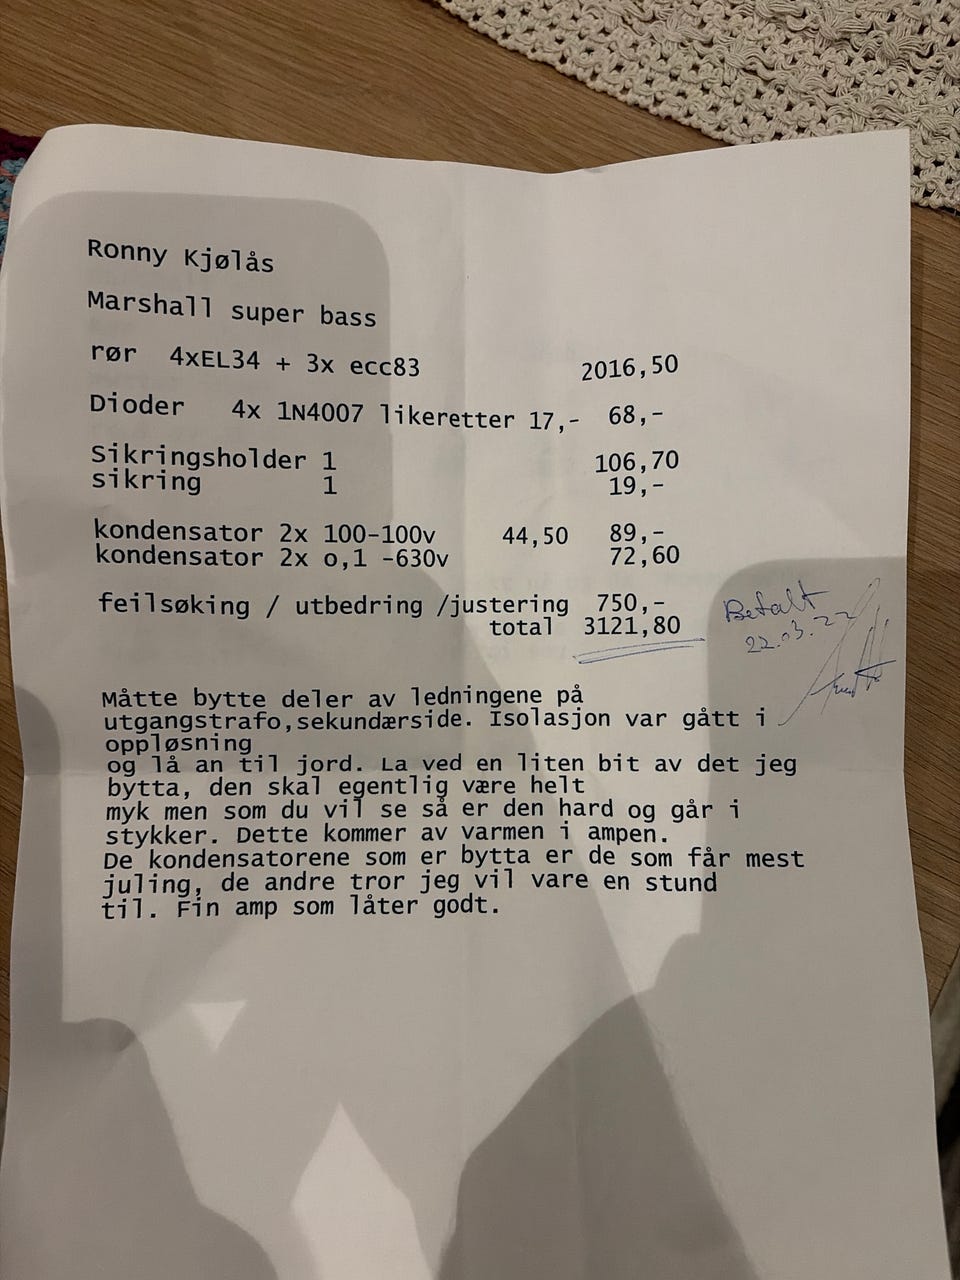 Ronny Kjølås
Marshall super bass
rør 4xEL34 + 3x ecc83 2016,50
Dioder 4x 1N4007 likeretter 17,- 68,-
Sikringsholder 1 106,70
sikring 1 19,-
kondensator 2x 100-100v 44,50 89,-
kondensator 2x o,1 -630v 72,60
feilsøking / utbedring /justering 750,-
total 3121,80
Betalt
22.03.22
Måtte bytte deler av ledningene på
utgangstrafo,sekundærside. Isolasjon var gått i
oppløsning
og lå an til jord. La ved en liten bit av det jeg
bytta, den skal egentlig være helt
myk men som du vil se så er den hard og går i
stykker. Dette kommer av varmen i ampen.
De kondensatorene som er bytta er de som får mest
juling, de andre tror jeg vil vare en stund
til. Fin amp som låter godt.